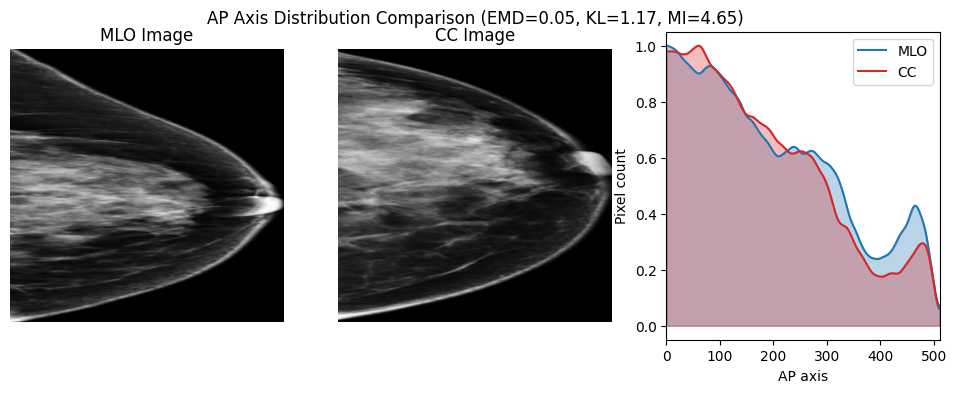 AP Axis Distribution Comparison (EMD=0.05, KL=1.17, MI=4.65)
MLO Image
CC Image
MLO
CC
Pixel count
1.0
0.8
0.6
0.4
0.2
0.0
0 100 200 300 400 500
AP axis